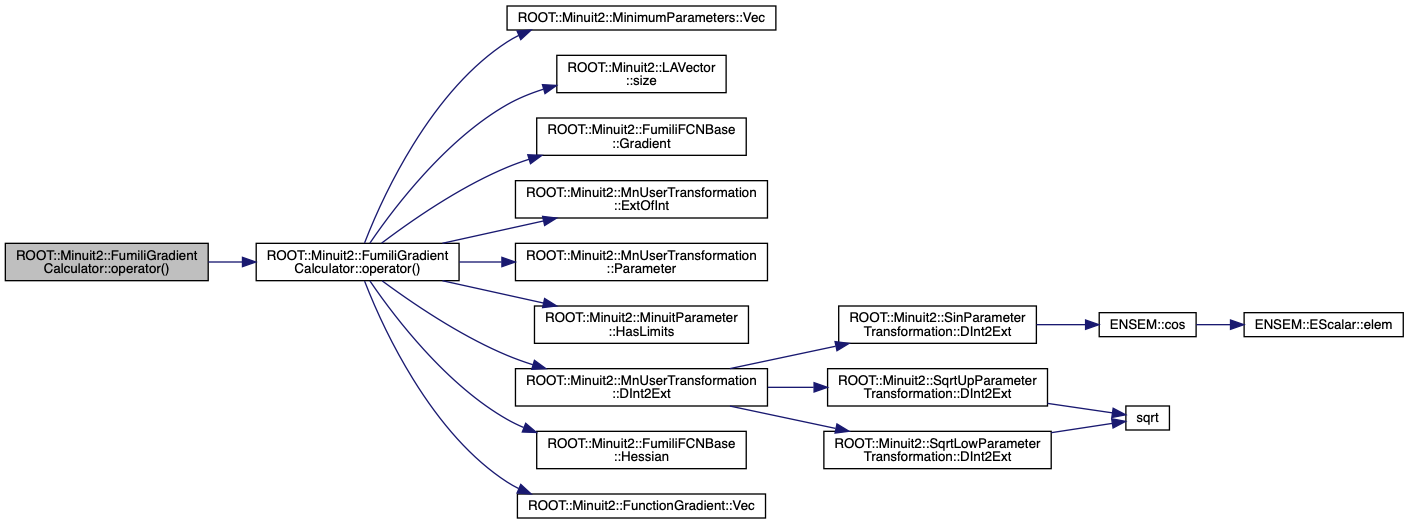 ROOT::Minuit2::FumiliGradient
Calculator::operator()
ROOT::Minuit2::FumiliGradient
Calculator::operator()
ROOT::Minuit2::MinimumParameters::Vec
ROOT::Minuit2::LAVector
::size
ROOT::Minuit2::FumiliFCNBase
::Gradient
ROOT::Minuit2::MnUserTransformation
::ExtOfInt
ROOT::Minuit2::MnUserTransformation
::Parameter
ROOT::Minuit2::MinuitParameter
::HasLimits
ROOT::Minuit2::MnUserTransformation
::DInt2Ext
ROOT::Minuit2::FumiliFCNBase
::Hessian
ROOT::Minuit2::FunctionGradient::Vec
ROOT::Minuit2::SinParameter
Transformation::DInt2Ext
ROOT::Minuit2::SqrtUpParameter
Transformation::DInt2Ext
ROOT::Minuit2::SqrtLowParameter
Transformation::DInt2Ext
ENSEM::cos
ENSEM::EScalar::elem
sqrt